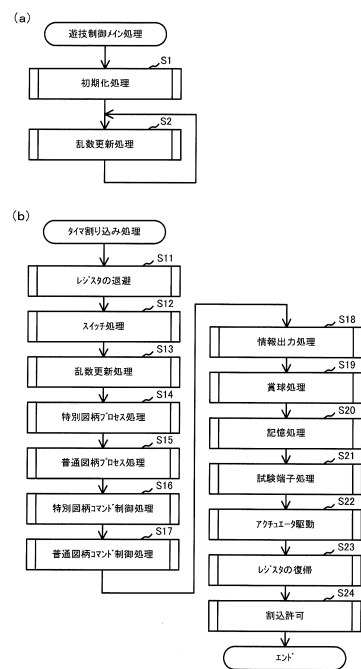 (a)
遊技制御メイン処理
S1
初期化処理
S2
乱数更新処理
(b)
タイマ割り込み処理
S11
レジスタの退避
S12
スイッチ処理
S13
乱数更新処理
S14
特別図柄プロセス処理
S15
普通図柄プロセス処理
S16
特別図柄コマンド制御処理
S17
普通図柄コマンド制御処理
S18
情報出力処理
S19
賞球処理
S20
記憶処理
S21
試験端子処理
S22
アクチュエータ駆動
S23
レジスタの復帰
S24
割込許可
エンド